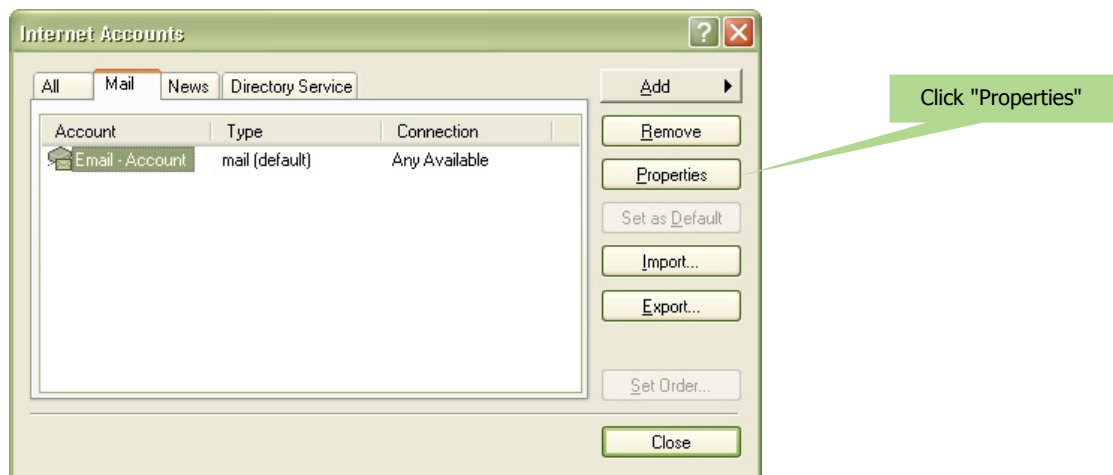 Internet Accounts
All Mail News Directory Service
Add
Account Type Connection
Remove
Email - Account mail (default) Any Available
Properties
Set as Default
Import...
Export...
Set Order...
Close
Click "Properties"